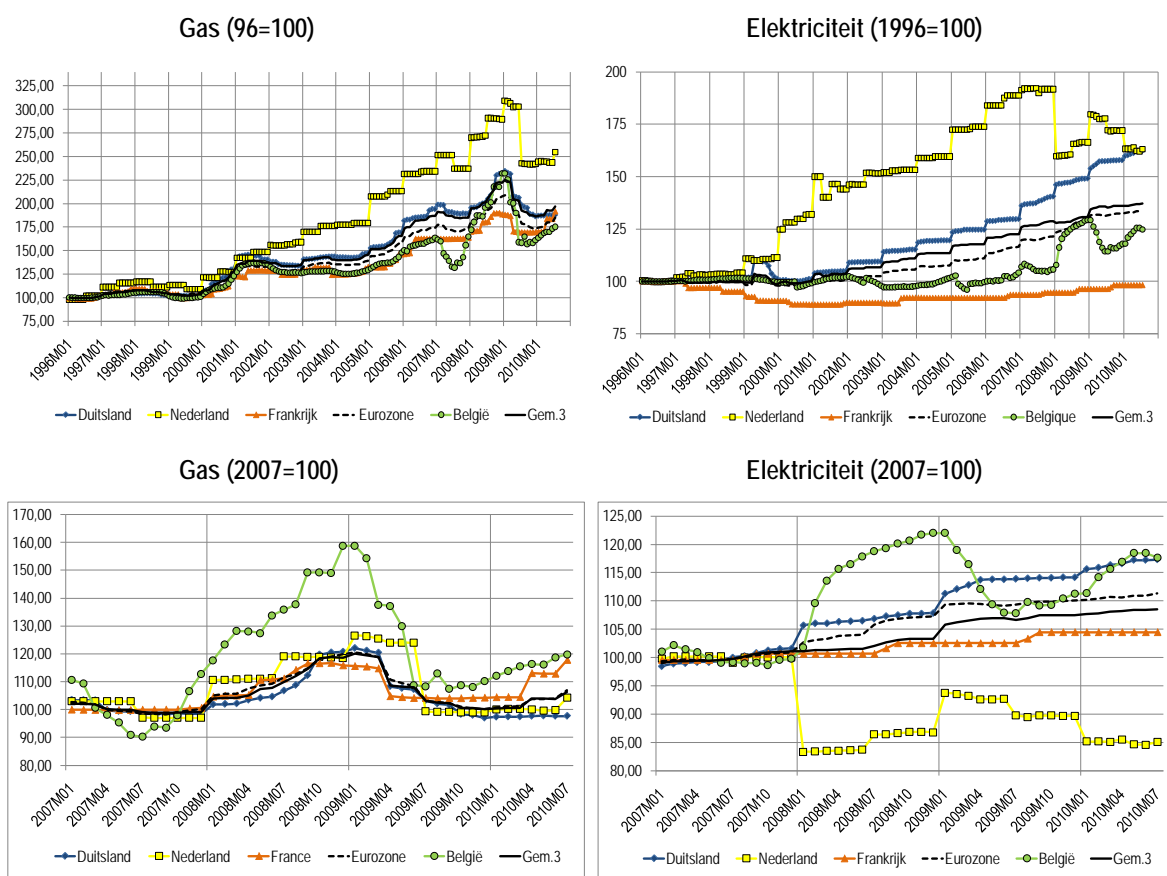 Gas (96=100)
Elektriciteit (1996=100)
325,00
300,00
275,00
250,00
225,00
200,00
175,00
150,00
125,00
100,00
75,00
1996M01
1997M01
1998M01
1999M01
2000M01
2001M01
2002M01
2003M01
2004M01
2005M01
2006M01
2007M01
2008M01
2009M01
2010M01
Duitsland Nederland Frankrijk Eurozone België Gem.3
200
175
150
125
100
75
1996M01
1997M01
1998M01
1999M01
2000M01
2001M01
2002M01
2003M01
2004M01
2005M01
2006M01
2007M01
2008M01
2009M01
2010M01
Duitsland Nederland Frankrijk Eurozone Belgique Gem.3
Gas (2007=100)
Elektriciteit (2007=100)
170,00
160,00
150,00
140,00
130,00
120,00
110,00
100,00
90,00
80,00
2007M01
2007M04
2007M07
2007M10
2008M01
2008M04
2008M07
2008M10
2009M01
2009M04
2009M07
2009M10
2010M01
2010M04
2010M07
Duitsland Nederland France Eurozone België Gem.3
125,00
120,00
115,00
110,00
105,00
100,00
95,00
90,00
85,00
80,00
2007M01
2007M04
2007M07
2007M10
2008M01
2008M04
2008M07
2008M10
2009M01
2009M04
2009M07
2009M10
2010M01
2010M04
2010M07
Duitsland Nederland Frankrijk Eurozone België Gem.3